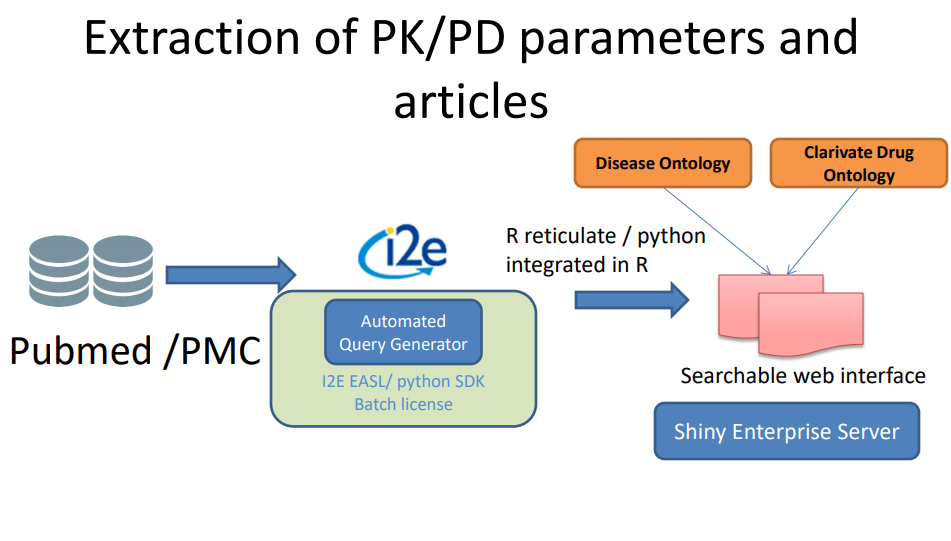 Extraction of PK/PD parameters and
articles
Disease Ontology
Clarivate Drug
Ontology
i2e
R reticulate / python
integrated in R
Automated
Query Generator
Pubmed /PMC
I2E EASL/ python SDK
Batch license
Searchable web interface
Shiny Enterprise Server